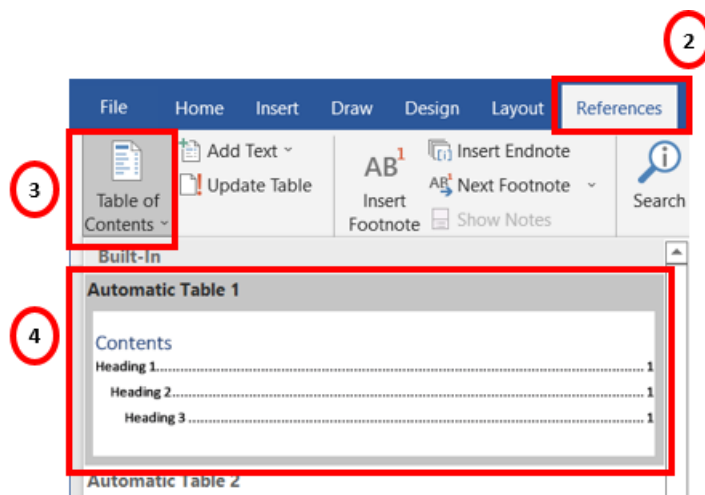 2
File Home Insert Draw Design Layout References
3
Table of
Contents
Add Text
Update Table
AB1
Insert
Footnote
[i] Insert Endnote
AB1 Next Footnote
Show Notes
i
Search
Built-In
4
Automatic Table 1
Contents
Heading 1........................................................................................................ 1
Heading 2.................................................................................................... 1
Heading 3 ................................................................................................ 1
Automatic Table 2